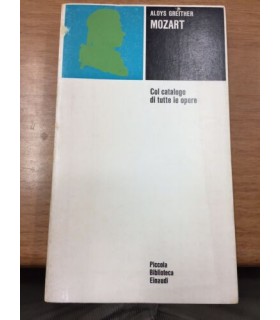 ALOYS GREITHER
MOZART
Col catalogo
di tutte le opere
Piccola
Biblioteca
Einaudi